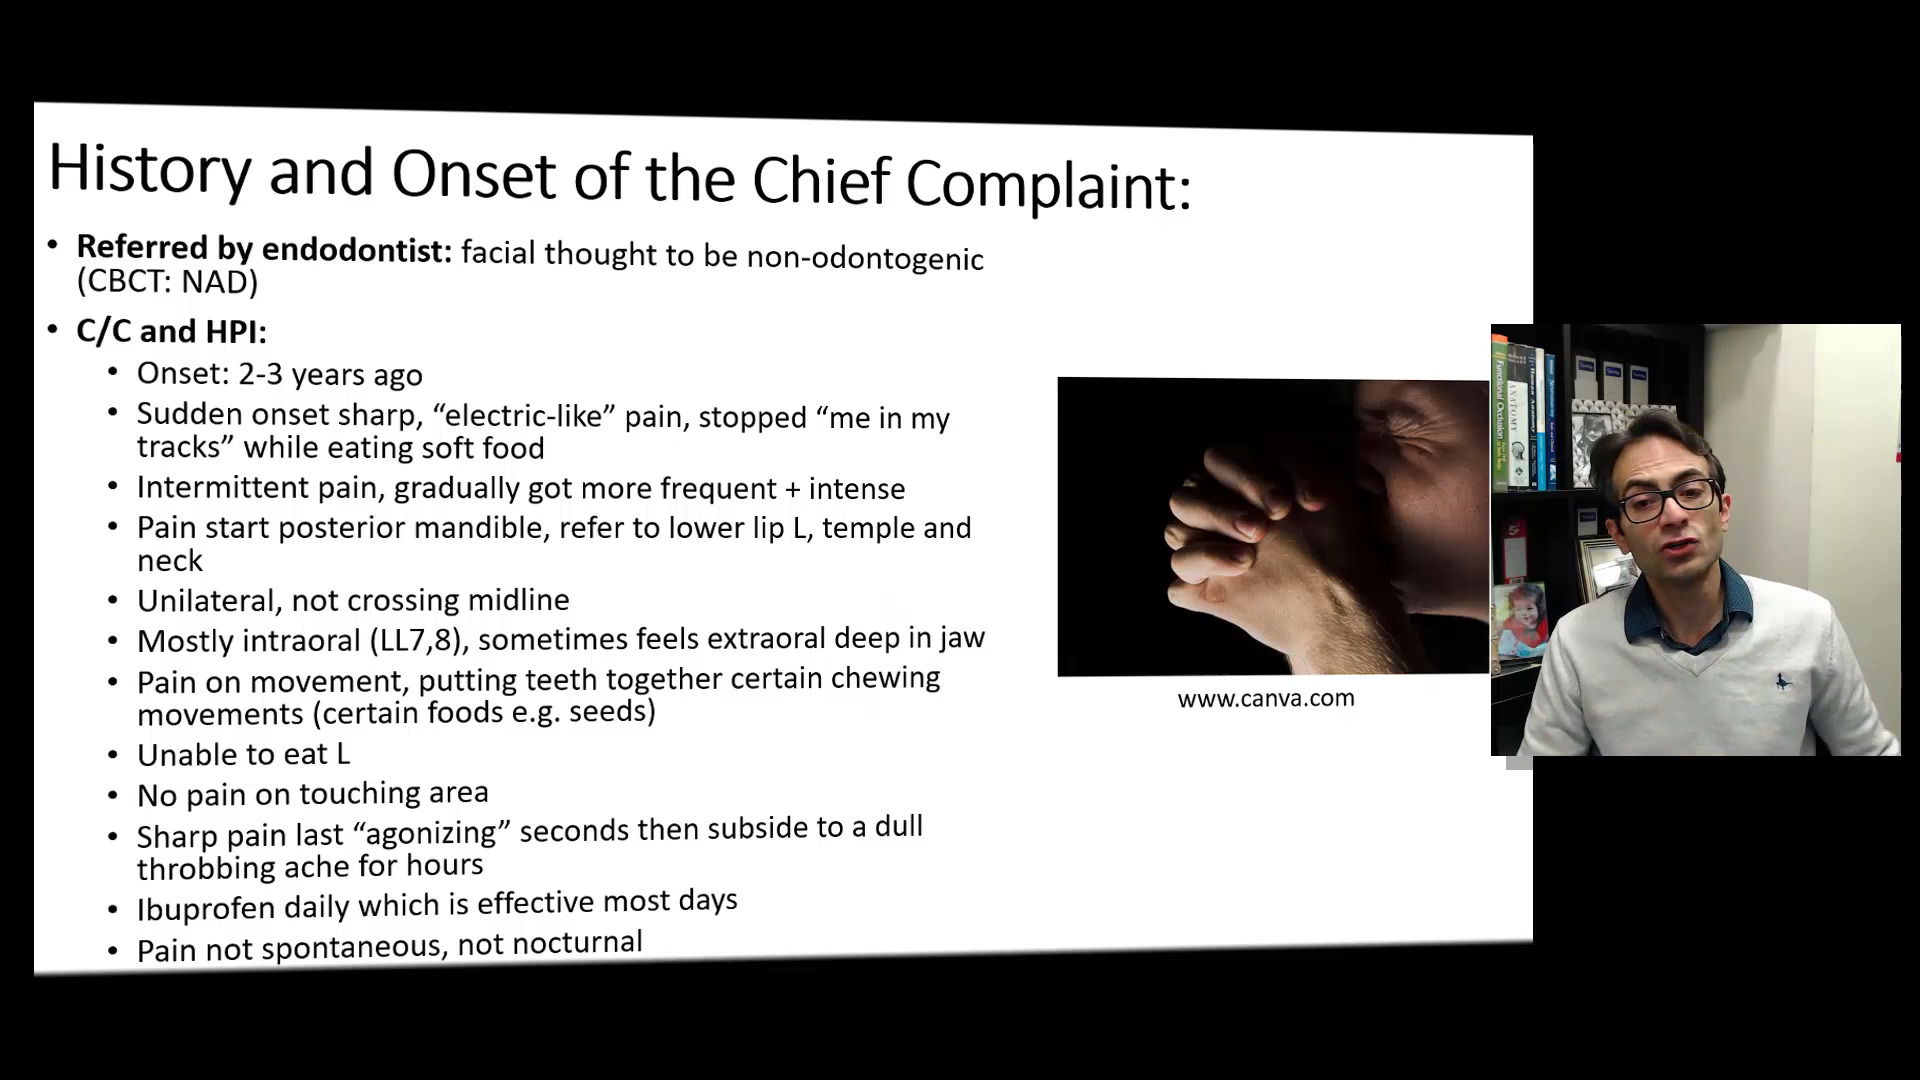 History and Onset of the Chief Complaint:
• Referred by endodontist: facial thought to be non-odontogenic
(CBCT: NAD)
• C/C and HPI:
• Onset: 2-3 years ago
• Sudden onset sharp, “electric-like” pain, stopped “me in my
tracks” while eating soft food
• Intermittent pain, gradually got more frequent + intense
• Pain start posterior mandible, refer to lower lip L, temple and
neck
• Unilateral, not crossing midline
• Mostly intraoral (LL7,8), sometimes feels extraoral deep in jaw
• Pain on movement, putting teeth together certain chewing
movements (certain foods e.g. seeds)
• Unable to eat L
• No pain on touching area
• Sharp pain last “agonizing” seconds then subside to a dull
throbbing ache for hours
• Ibuprofen daily which is effective most days
• Pain not spontaneous, not nocturnal
www.canva.com
Functional Occlusion
ANATOMY